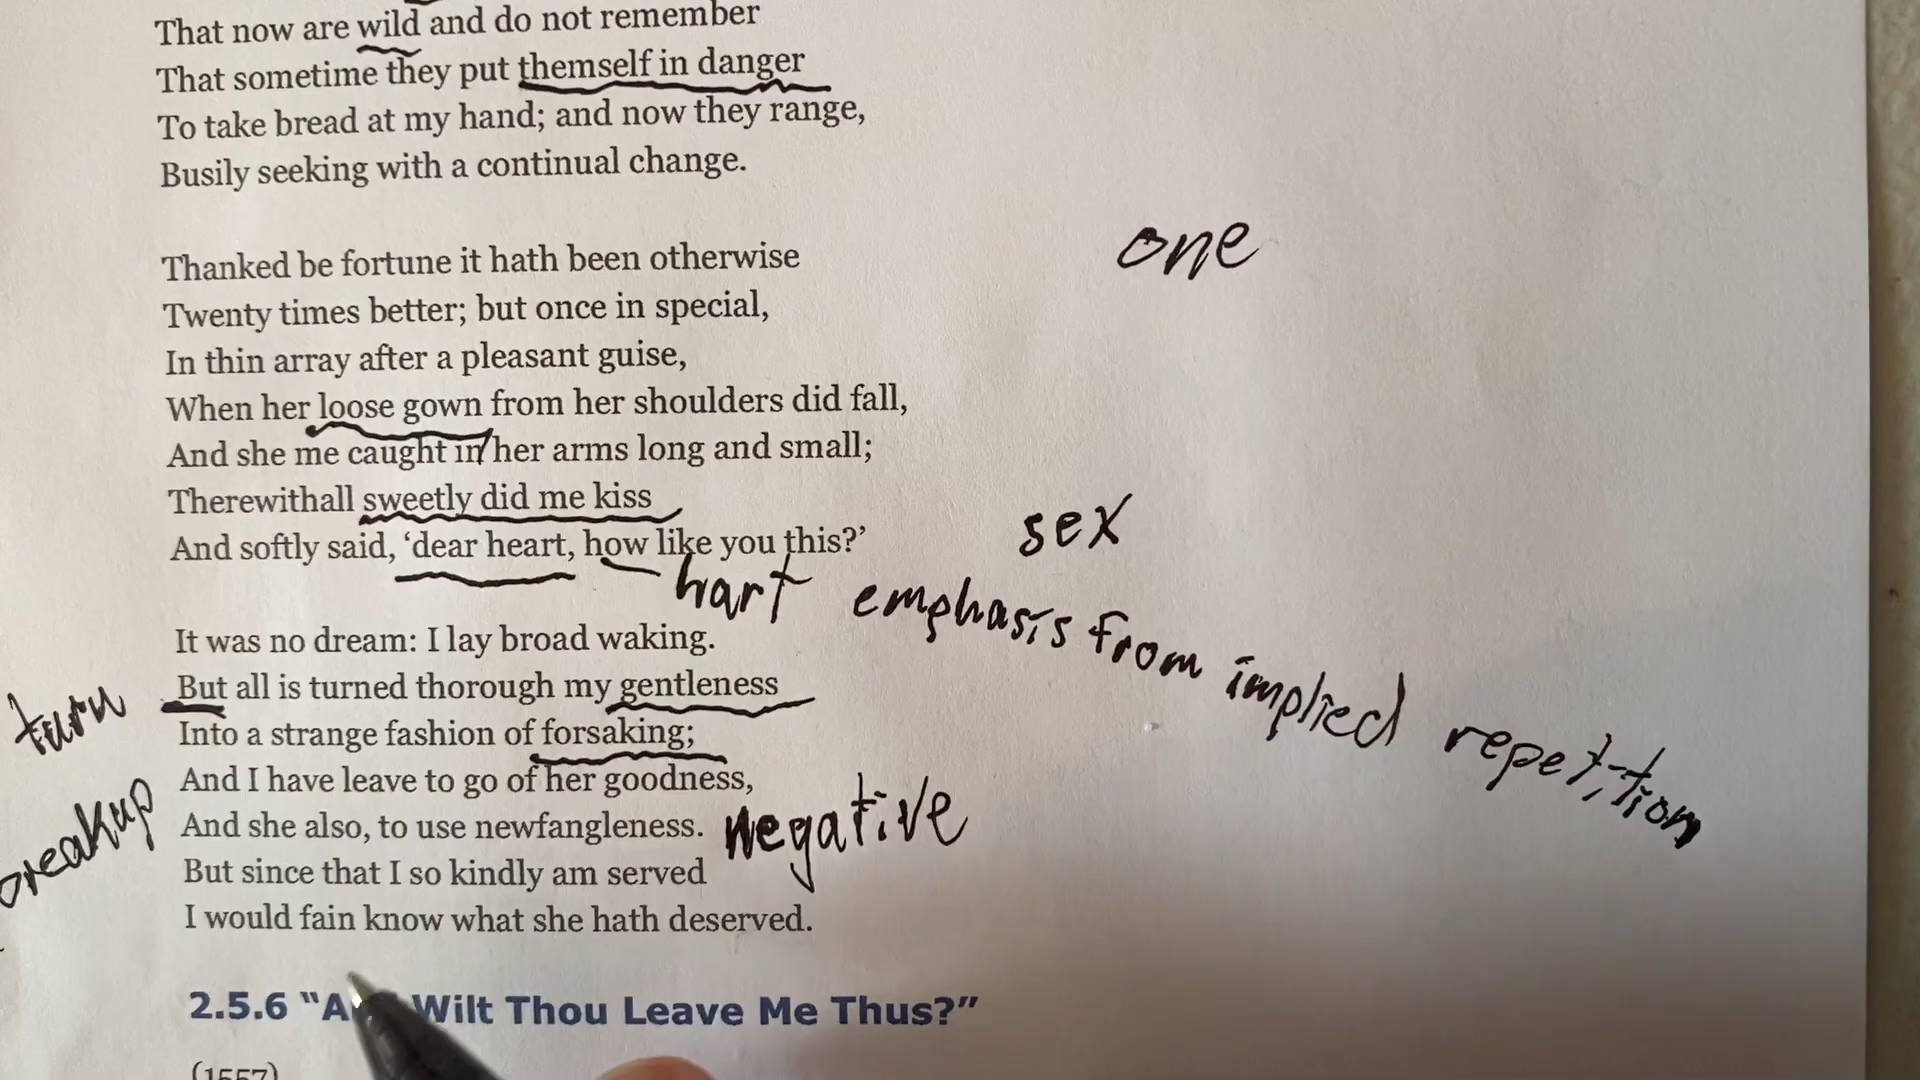 That now are wild and do not remember
That sometime they put themself in danger
To take bread at my hand; and now they range,
Busily seeking with a continual change.
one
Thanked be fortune it hath been otherwise
Twenty times better; but once in special,
In thin array after a pleasant guise,
When her loose gown from her shoulders did fall,
And she me caught in her arms long and small;
Therewithall sweetly did me kiss
And softly said, ‘dear heart, how like you this?’
sex
hart emphasis from implied repetition
It was no dream: I lay broad waking.
turn
But all is turned thorough my gentleness
Into a strange fashion of forsaking;
breakup
And I have leave to go of her goodness,
And she also, to use newfangleness.
negative
But since that I so kindly am served
I would fain know what she hath deserved.
2.5.6 “A Wilt Thou Leave Me Thus?”
(1557)